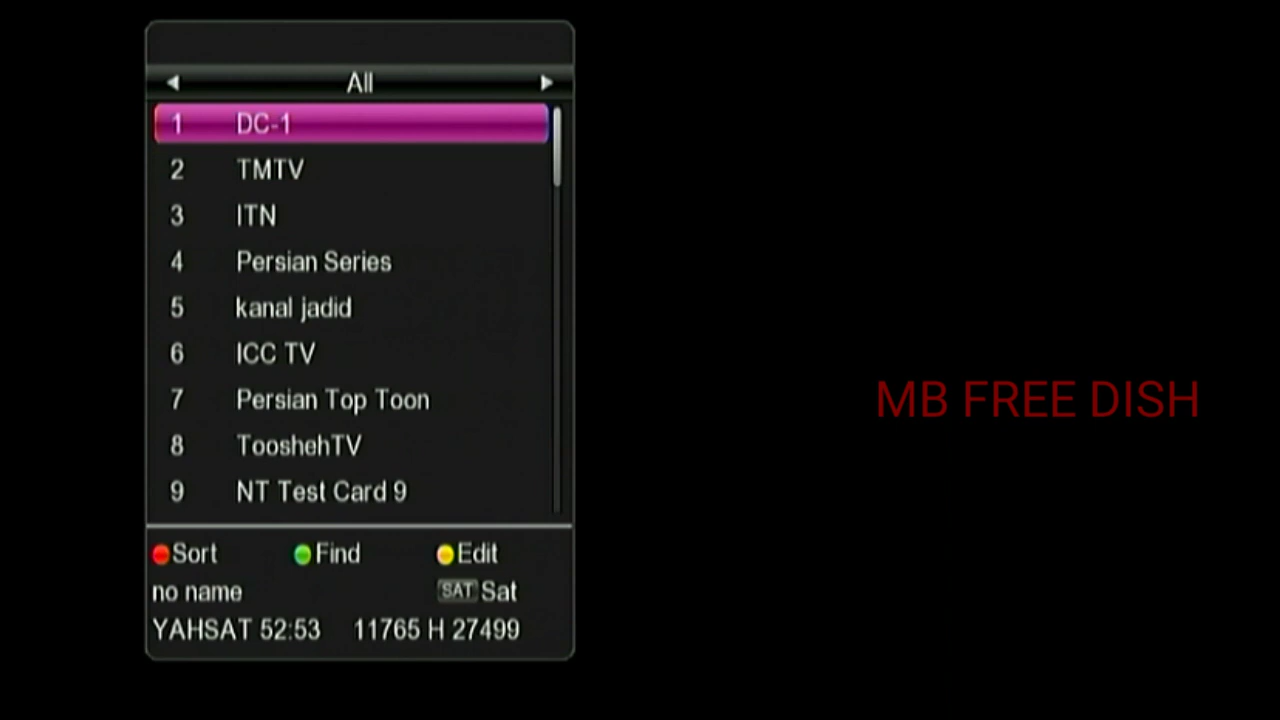 All
1 DC-1
2 TMTV
3 ITN
4 Persian Series
5 kanal jadid
6 ICC TV
7 Persian Top Toon
8 TooshehTV
9 NT Test Card 9
MB FREE DISH
Sort Find Edit
no name SAT Sat
YAHSAT 52:53 11765 H 27499